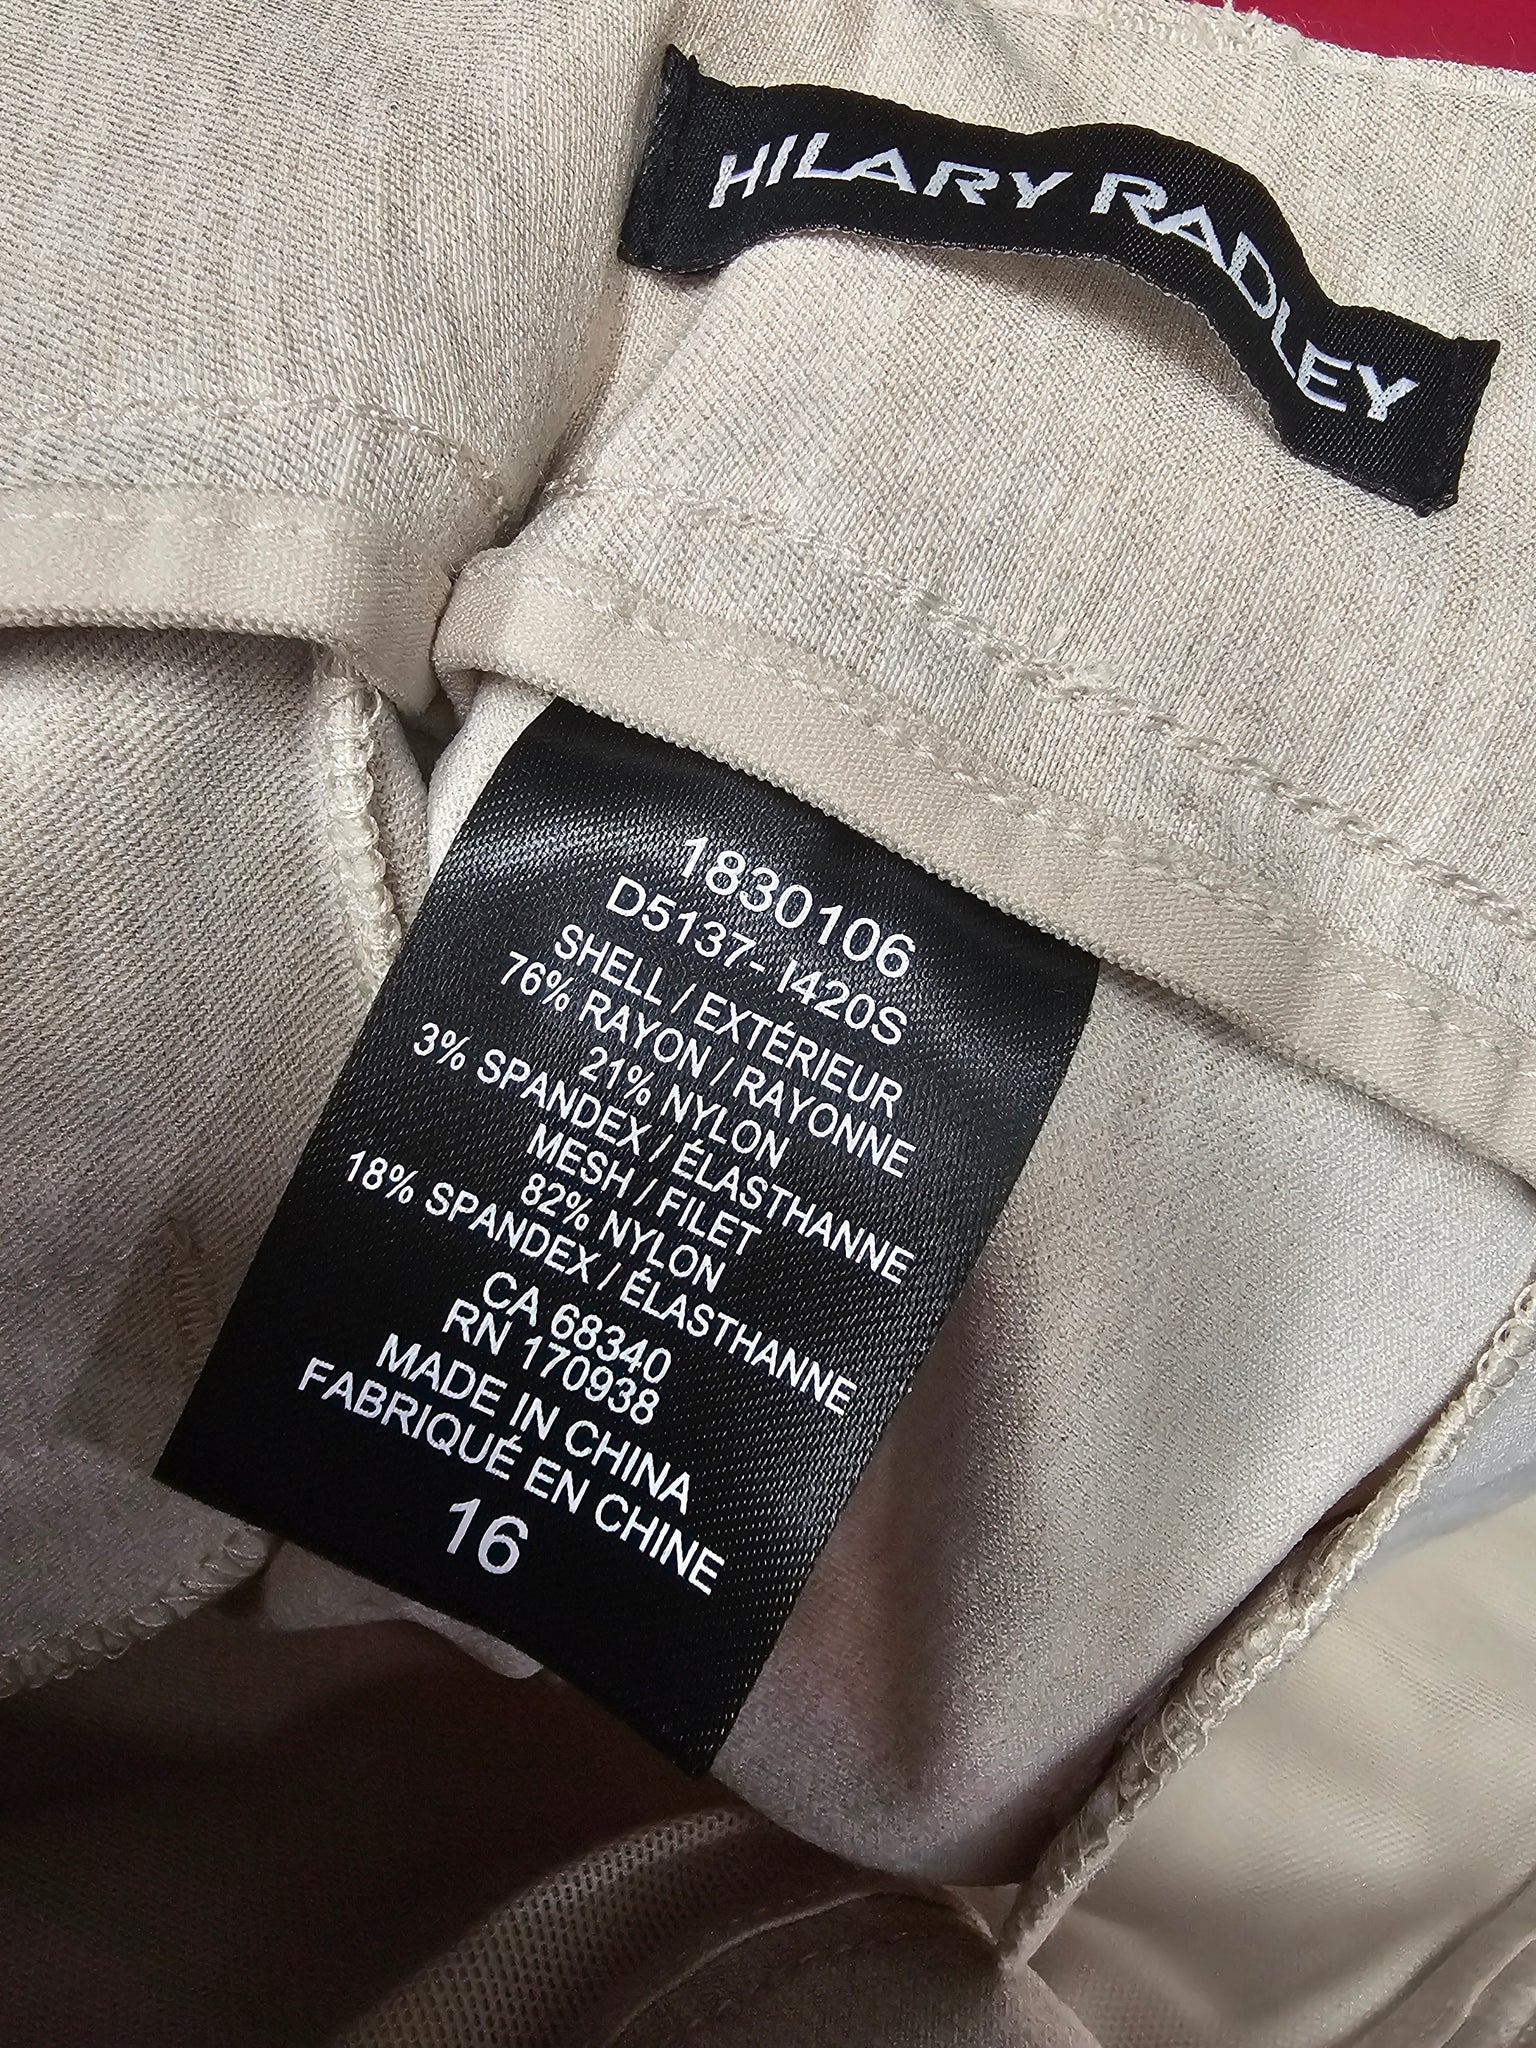 HILARY RADLEY
1830106
D5137- I420S
SHELL / EXTÉRIEUR
76% RAYON / RAYONNE
21% NYLON
3% SPANDEX / ÉLASTHANNE
MESH / FILET
82% NYLON
18% SPANDEX / ÉLASTHANNE
CA 68340
RN 170938
MADE IN CHINA
FABRIQUÉ EN CHINE
16